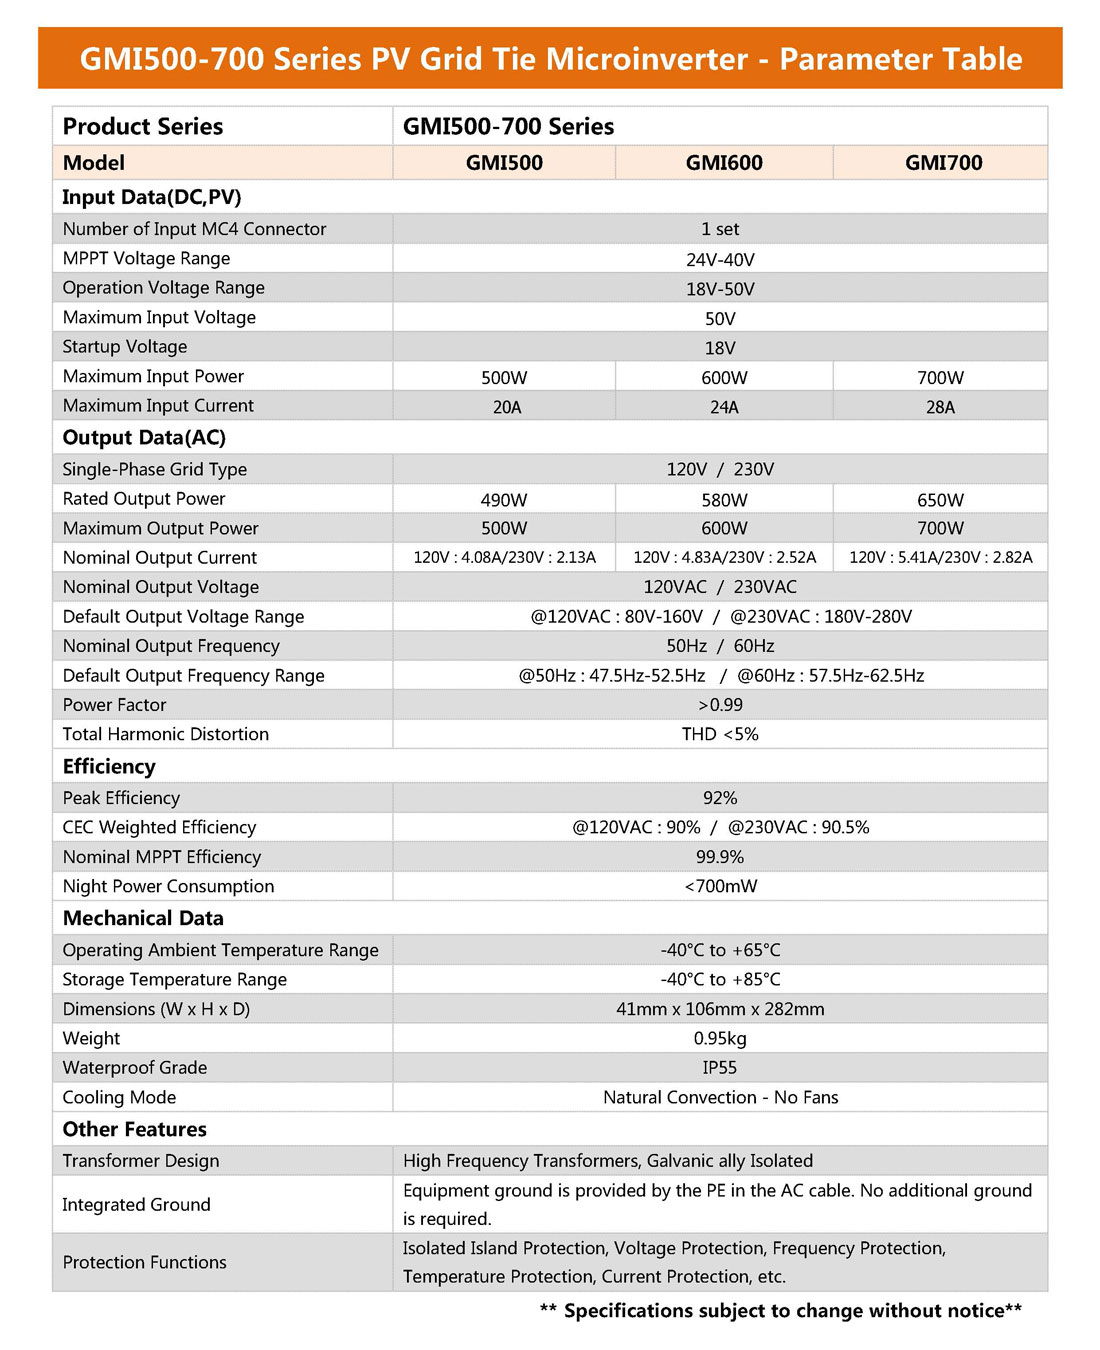 GMI500-700 Series PV Grid Tie Microinverter - Parameter Table
Product Series GMI500-700 Series
Model GMI500 GMI600 GMI700
Input Data(DC,PV)
Number of Input MC4 Connector 1 set
MPPT Voltage Range 24V-40V
Operation Voltage Range 18V-50V
Maximum Input Voltage 50V
Startup Voltage 18V
Maximum Input Power 500W 600W 700W
Maximum Input Current 20A 24A 28A
Output Data(AC)
Single-Phase Grid Type 120V / 230V
Rated Output Power 490W 580W 650W
Maximum Output Power 500W 600W 700W
Nominal Output Current 120V : 4.08A/230V : 2.13A 120V : 4.83A/230V : 2.52A 120V : 5.41A/230V : 2.82A
Nominal Output Voltage 120VAC / 230VAC
Default Output Voltage Range @120VAC : 80V-160V / @230VAC : 180V-280V
Nominal Output Frequency 50Hz / 60Hz
Default Output Frequency Range @50Hz : 47.5Hz-52.5Hz / @60Hz : 57.5Hz-62.5Hz
Power Factor >0.99
Total Harmonic Distortion THD <5%
Efficiency
Peak Efficiency 92%
CEC Weighted Efficiency @120VAC : 90% / @230VAC : 90.5%
Nominal MPPT Efficiency 99.9%
Night Power Consumption <700mW
Mechanical Data
Operating Ambient Temperature Range -40°C to +65°C
Storage Temperature Range -40°C to +85°C
Dimensions (W x H x D) 41mm x 106mm x 282mm
Weight 0.95kg
Waterproof Grade IP55
Cooling Mode Natural Convection - No Fans
Other Features
Transformer Design High Frequency Transformers, Galvanic ally Isolated
Integrated Ground Equipment ground is provided by the PE in the AC cable. No additional ground
is required.
Protection Functions Isolated Island Protection, Voltage Protection, Frequency Protection,
Temperature Protection, Current Protection, etc.
** Specifications subject to change without notice**